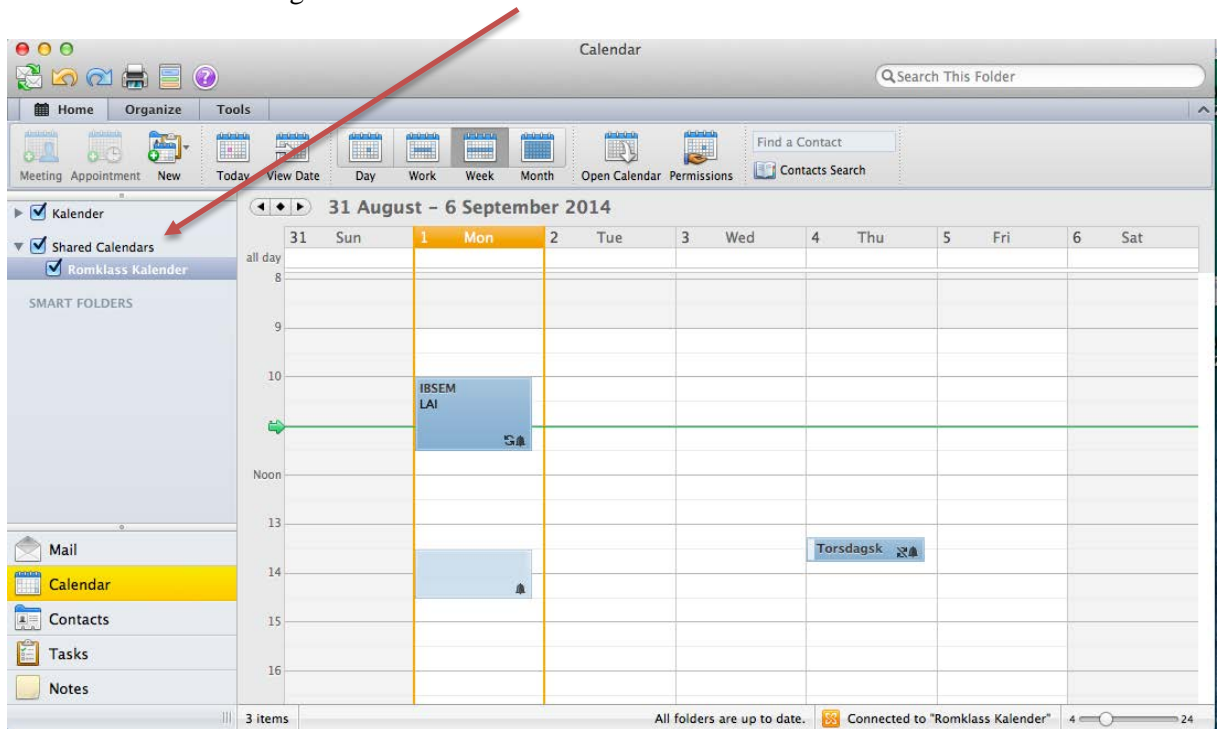 Calendar
Search This Folder
Home Organize Tools
Meeting Appointment New Today View Date Day Work Week Month Open Calendar Permissions
Find a Contact
Contacts Search
Kalender
Shared Calendars
Romklass Kalender
SMART FOLDERS
31 August – 6 September 2014
31 Sun 1 Mon 2 Tue 3 Wed 4 Thu 5 Fri 6 Sat
all day
8
9
10
IBSEM
LAI
Noon
13
Torsdagsk
14
15
16
Mail
Calendar
Contacts
Tasks
Notes
3 items
All folders are up to date.
Connected to "Romklass Kalender"
4 24